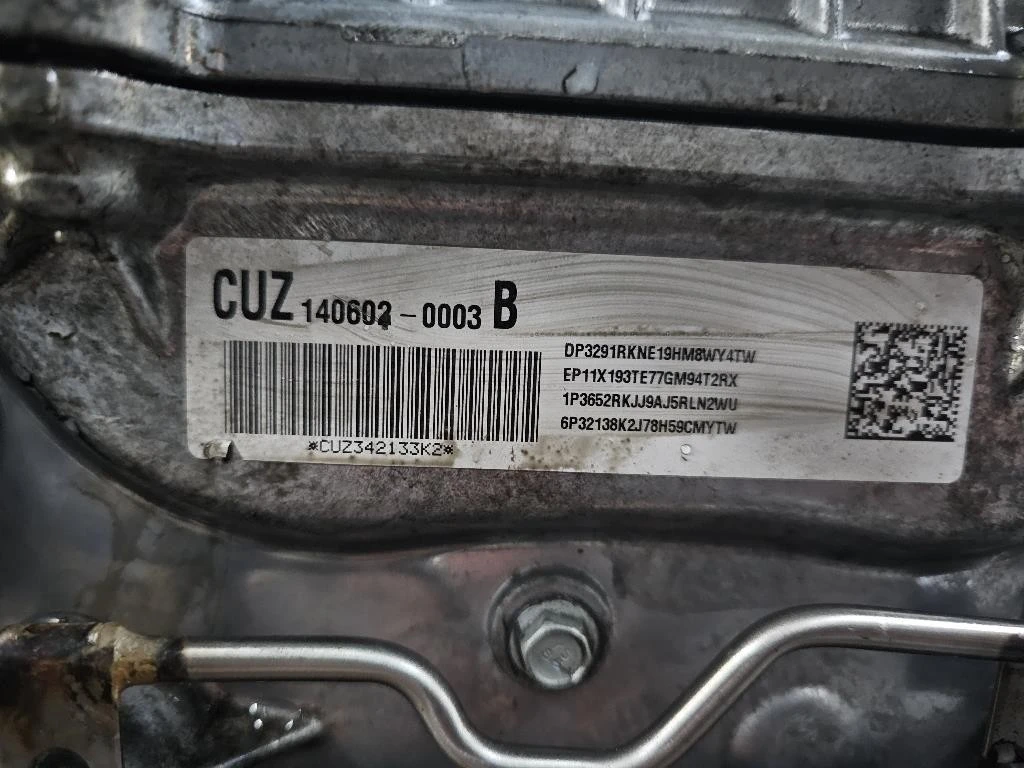 CUZ 140602-0003 B
DP3291RKNE19HM8WY4TW
EP11X193TE77GM94T2RX
1P3652RKJJ9AJ5RLN2WU
6P32138K2J78H59CMYTW
*CUZ342133K2*